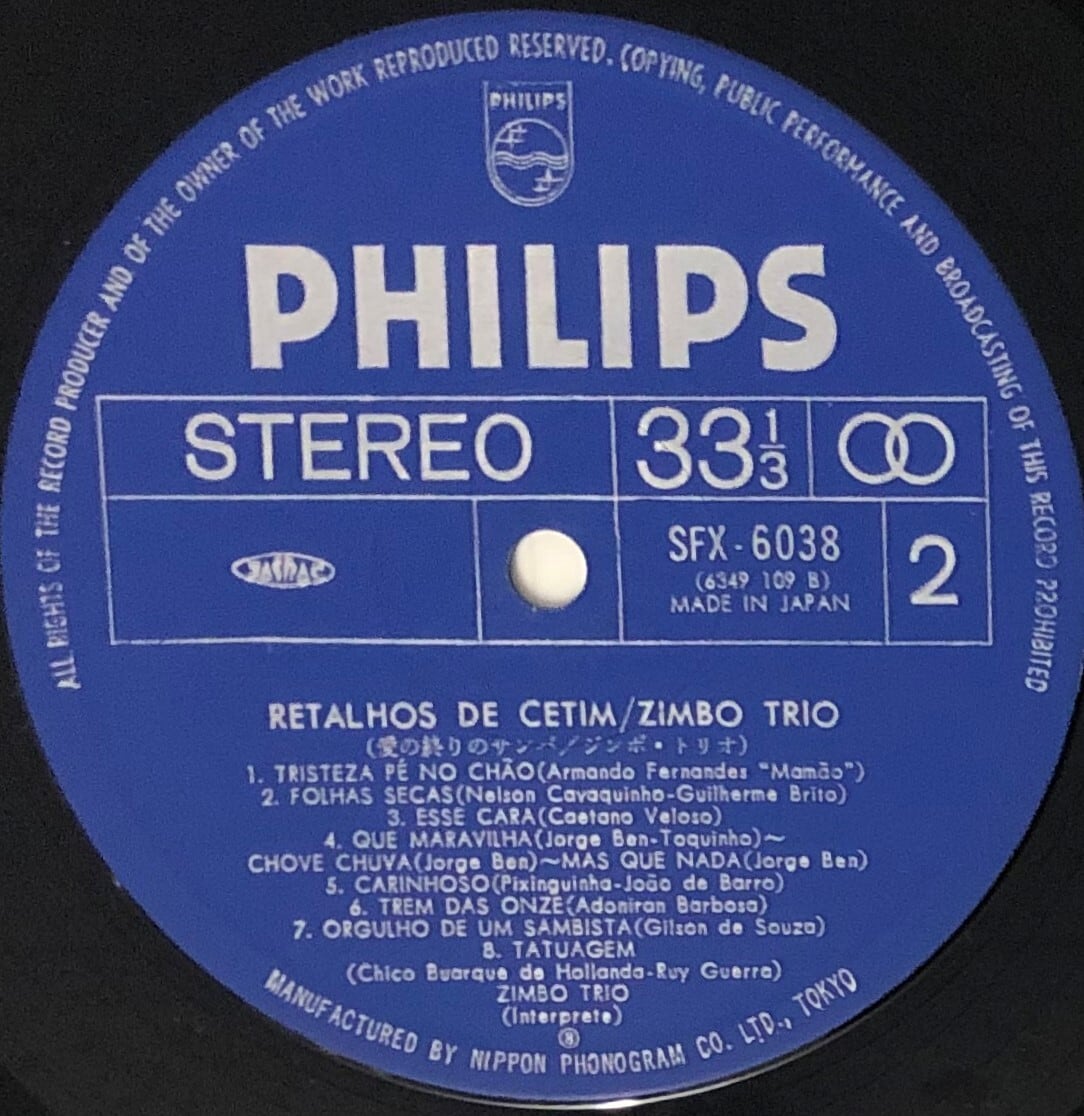 ALL RIGHTS OF THE RECORD PRODUCER AND OF THE OWNER OF THE WORK REPRODUCED RESERVED. COPYING, PUBLIC PERFORMANCE AND BROADCASTING OF THIS RECORD PROHIBITED
PHILIPS
PHILIPS
STEREO 33 1/3
SFX-6038
(6349 109 B)
MADE IN JAPAN
2
RETALHOS DE CETIM/ZIMBO TRIO
(愛の終りのサンバ/ジンボ・トリオ)
1. TRISTEZA PÉ NO CHÃO(Armando Fernandes "Mamão")
2. FOLHAS SECAS(Nelson Cavaquinho-Guilherme Brito)
3. ESSE CARA(Caetano Veloso)
4. QUE MARAVILHA(Jorge Ben-Toquinho)~
CHOVE CHUVA(Jorge Ben)~MAS QUE NADA(Jorge Ben)
5. CARINHOSO(Pixinguinha-João de Barro)
6. TREM DAS ONZE(Adoniran Barbosa)
7. ORGULHO DE UM SAMBISTA(Gilson de Souza)
8. TATUAGEM
(Chico Buarque de Hollanda-Ruy Guerra)
ZIMBO TRIO
(Interprete)
MANUFACTURED BY NIPPON PHONOGRAM CO. LTD., TOKYO